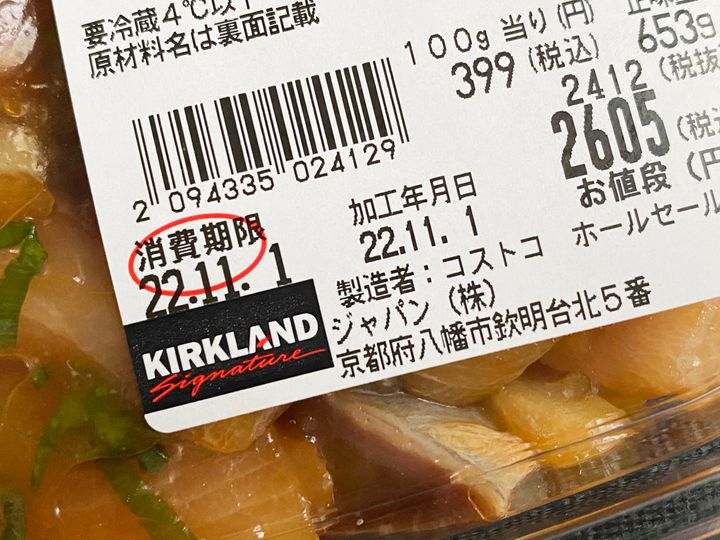 要冷蔵4℃以下
原材料名は裏面記載
100g 当り(円)
399 (税込)
653g
2412 (税抜
2605 (税込
お値段 (円
2 094335 024129
消費期限
22.11. 1
加工年月日
22.11. 1
製造者:コストコ ホールセール
ジャパン(株)
京都府八幡市欽明台北5番
KIRKLAND
Signature